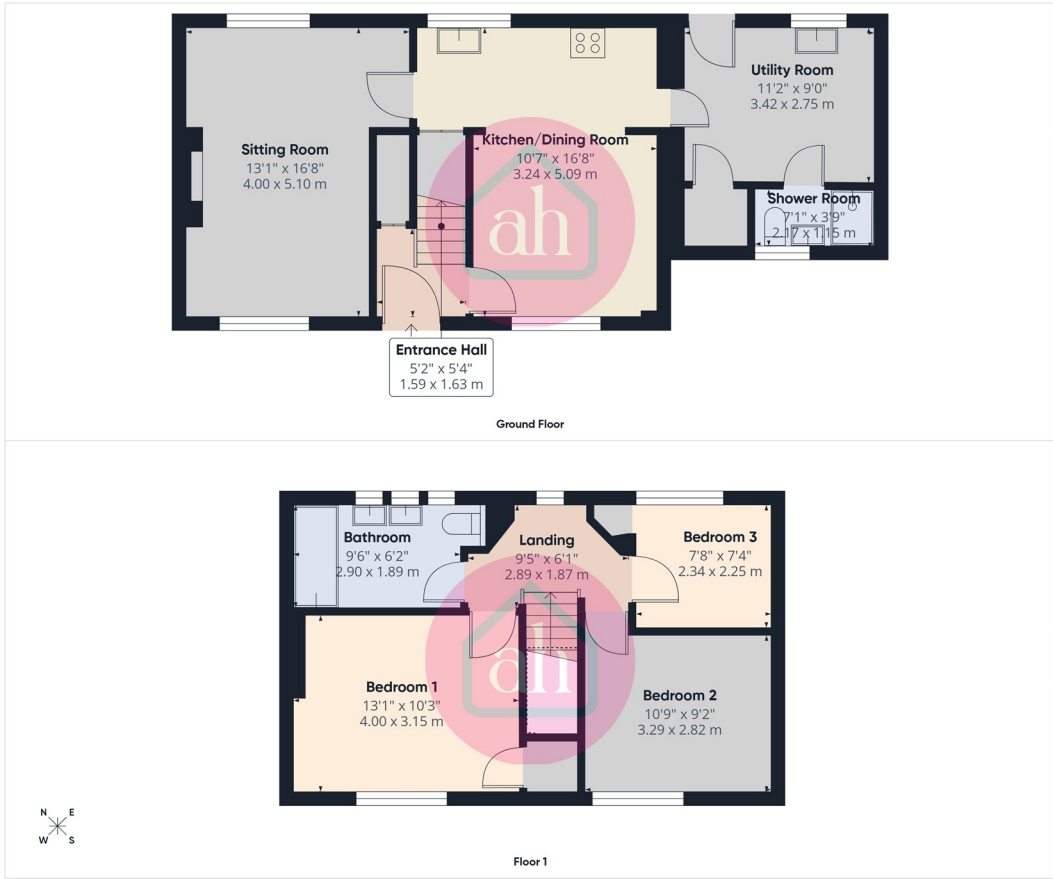 Sitting Room
13'1" x 16'8"
4.00 x 5.10 m
Kitchen/Dining Room
10'7" x 16'8"
3.24 x 5.09 m
Utility Room
11'2" x 9'0"
3.42 x 2.75 m
Shower Room
7'1" x 3'9"
2.17 x 1.15 m
ah
Entrance Hall
5'2" x 5'4"
1.59 x 1.63 m
Ground Floor
Bathroom
9'6" x 6'2"
2.90 x 1.89 m
Landing
9'5" x 6'1"
2.89 x 1.87 m
Bedroom 3
7'8" x 7'4"
2.34 x 2.25 m
ah
Bedroom 1
13'1" x 10'3"
4.00 x 3.15 m
Bedroom 2
10'9" x 9'2"
3.29 x 2.82 m
N E
W S
Floor 1